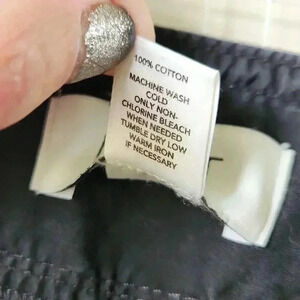 100% COTTON
MACHINE WASH
COLD
ONLY NON-
CHLORINE BLEACH
WHEN NEEDED
TUMBLE DRY LOW
WARM IRON
IF NECESSARY